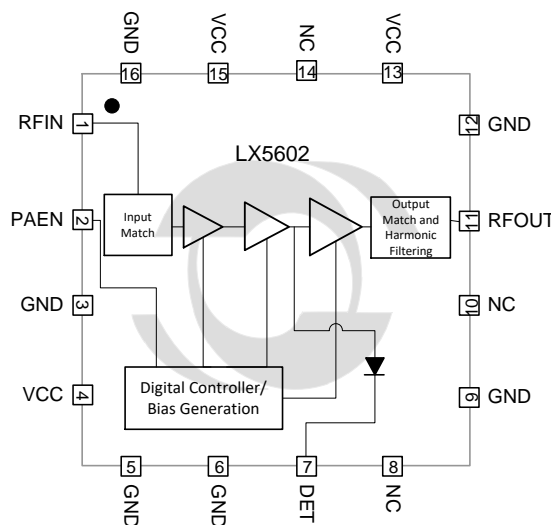 GND
VCC
NC
VCC
16
15
14
13
RFIN
1
12
GND
LX5602
PAEN
2
Input
Match
Output
Match and
Harmonic
Filtering
11
RFOUT
GND
3
10
NC
VCC
4
Digital Controller/
Bias Generation
9
GND
5
6
7
8
GND
GND
DET
NC